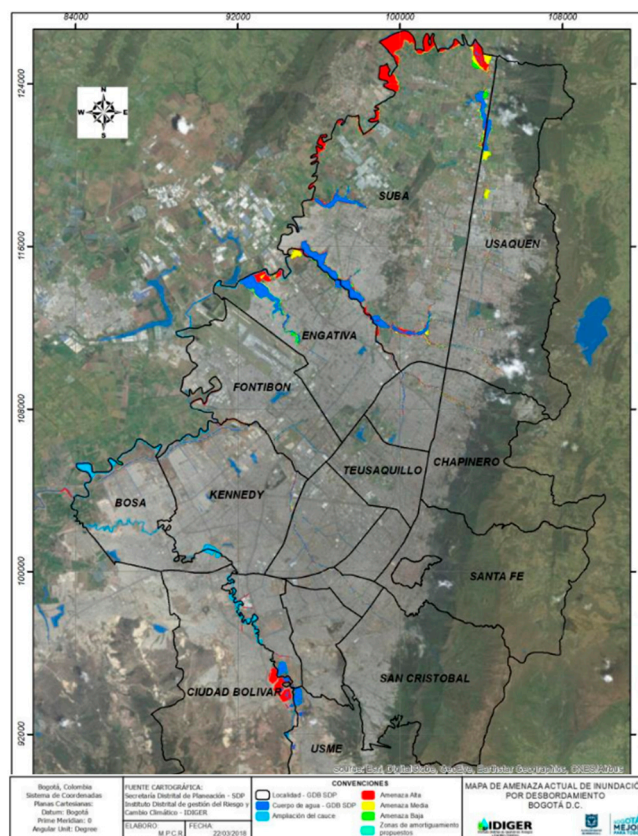 84000 92000 100000 108000
124000
N
W E
S
SUBA
USAQUEN
116000
ENGATIVA
FONTIBON
108000
TEUSAQUILLO
CHAPINERO
KENNEDY
BOSA
100000
SANTA FE
SAN CRISTOBAL
CIUDAD BOLIVAR
92000
USME
Bogotá, Colombia
Sistema de Coordenadas
Planas Cartesianas:
Datum: Bogotá
Prime Meridian: 0
Angular Unit: Degree
FUENTE CARTOGRÁFICA:
Secretaría Distrital de Planeación - SDP
Instituto Distrital de gestión del Riesgo y
Cambio Climático - IDIGER
ELABORO
M.P.C.R.
FECHA:
22/03/2018
CONVENCIONES
Localidad - GDB SDP
Cuerpo de agua - GDB SDP
Ampliación del cauce
Amenaza Alta
Amenaza Media
Amenaza Baja
Zonas de amortiguamiento
propuestos
MAPA DE AMENAZA ACTUAL DE INUNDACI
POR DESBORDAMIENTO
BOGOTÁ D.C.
IDIGER